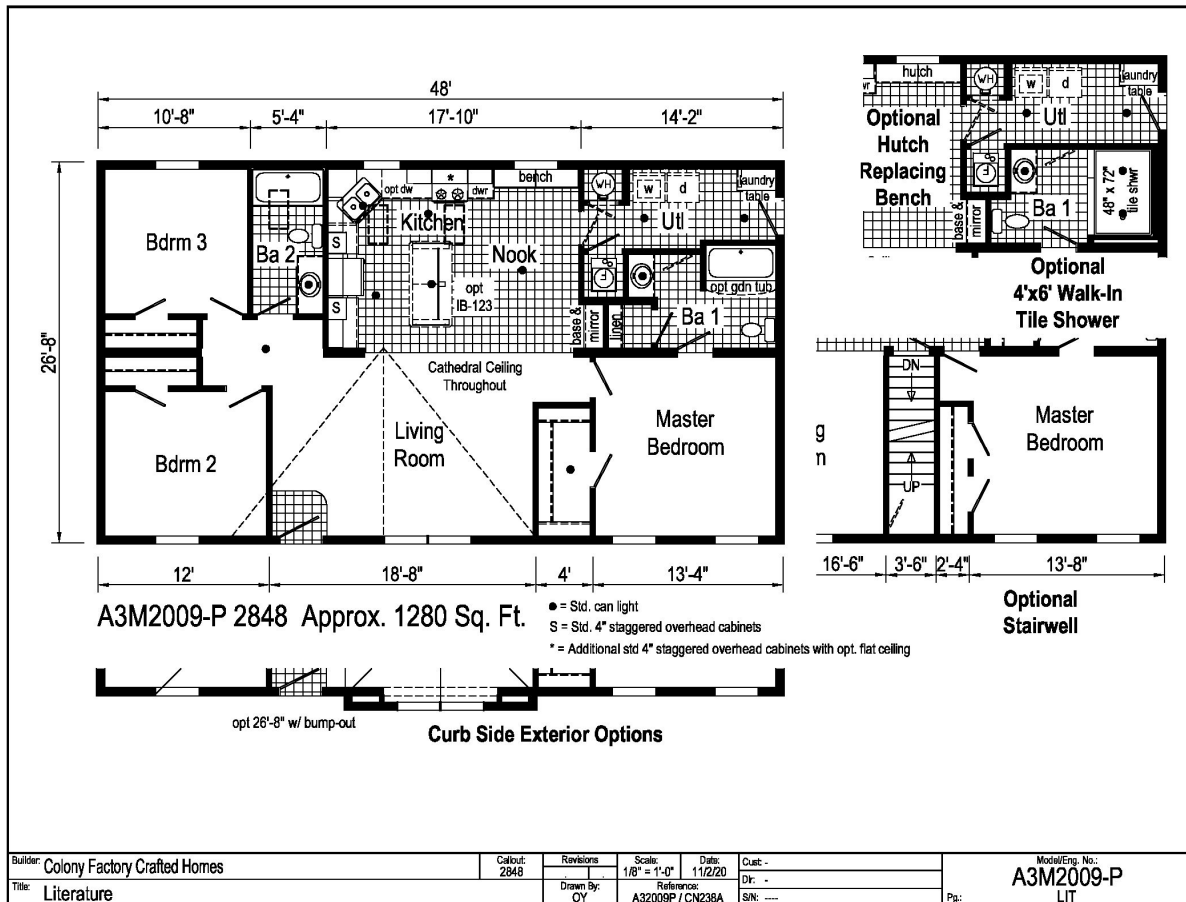 48'
10'-8"
5'-4"
17'-10"
14'-2"
26'-8"
opt dw
*
dwr
bench
WH
w
d
laundry
table
Kitchen
Utl
Bdrm 3
Ba 2
S
S
Nook
opt
IB-123
F
opt gdn tub
Ba 1
base &
mirror
linen
Cathedral Ceiling
Throughout
Living
Room
Master
Bedroom
Bdrm 2
12'
18'-8"
4'
13'-4"
A3M2009-P 2848 Approx. 1280 Sq. Ft.
● = Std. can light
S = Std. 4" staggered overhead cabinets
* = Additional std 4" staggered overhead cabinets with opt. flat ceiling
opt 26'-8" w/ bump-out
Curb Side Exterior Options
hutch
WH
w
d
laundry
table
Optional
Hutch
Replacing
Bench
Utl
F
base &
mirror
Ba 1
48" x 72"
tile shwr
Optional
4'x6' Walk-In
Tile Shower
DN
UP
Master
Bedroom
16'-6"
3'-6"
2'-4"
13'-8"
Optional
Stairwell
Builder: Colony Factory Crafted Homes
Title: Literature
Callout:
2848
Revisions
Drawn By:
OY
Scale:
1/8" = 1'-0"
Date:
11/2/20
Reference:
A32009P / CN238A
Cust: -
Dir: -
S/N: ----
Model/Eng. No.:
A3M2009-P
Pg.: LIT